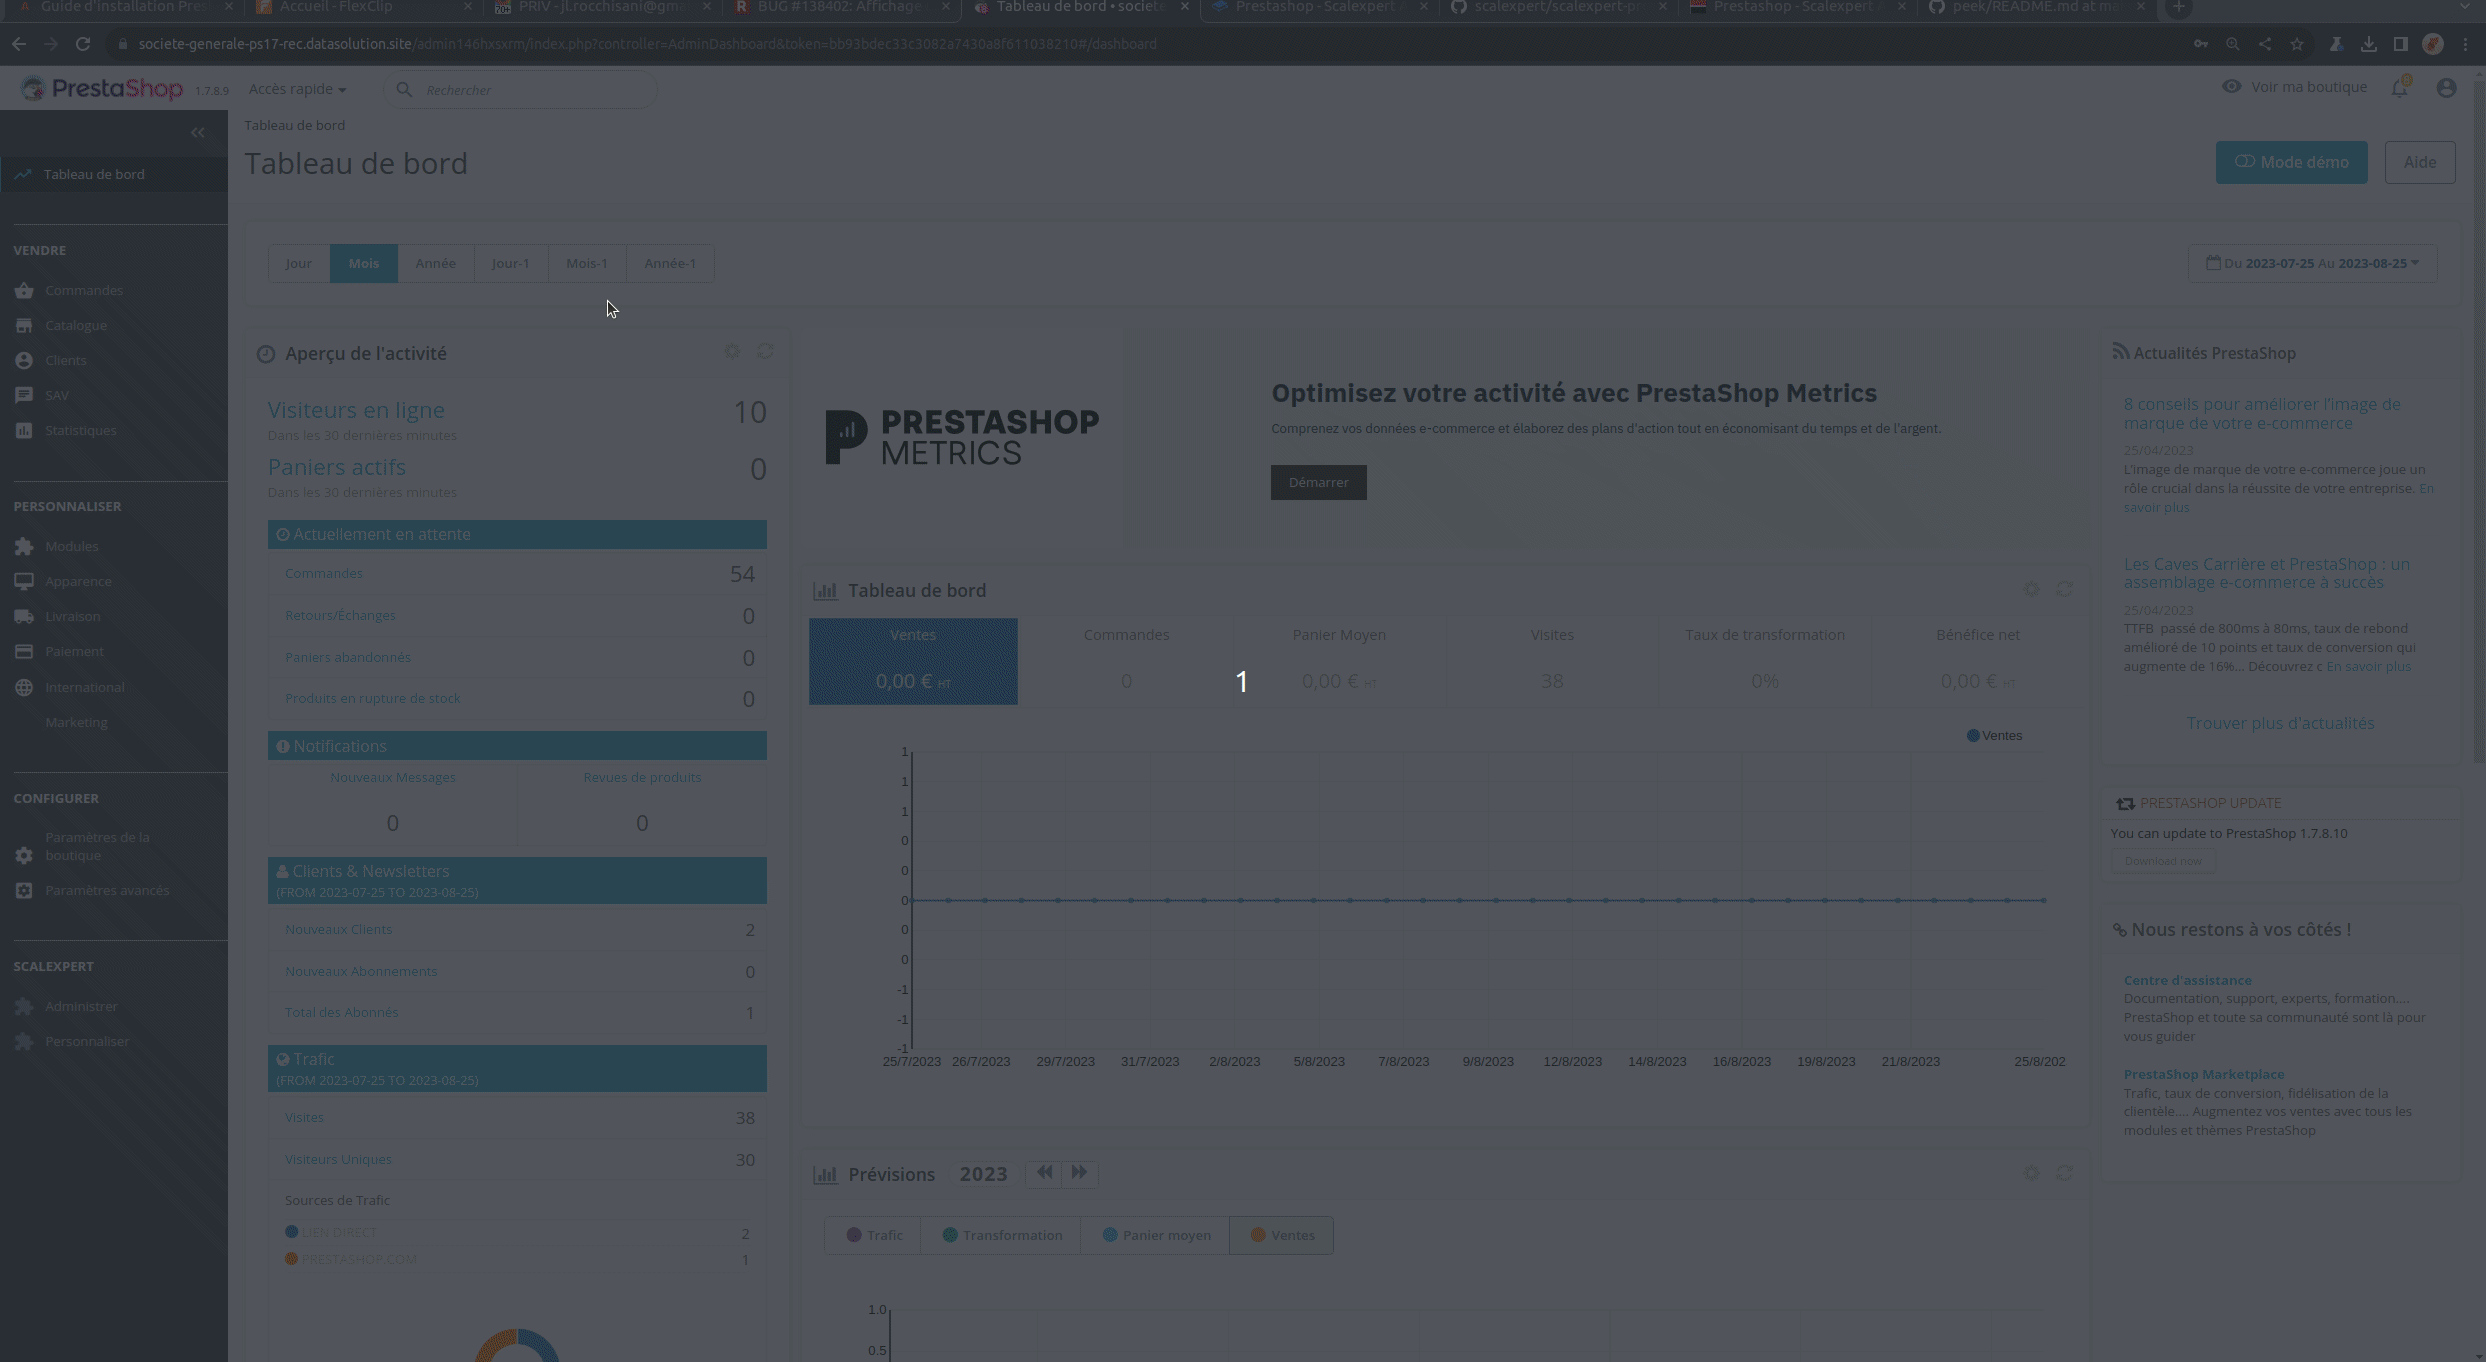 Guide d'installation Pres
Accueil - FlexClip
PRIV - jl.rocchisani@gma
BUG #138402: Affichage
Tableau de bord • societe
Prestashop - Scalexpert
scalexpert/scalexpert-pr
Prestashop - Scalexpert
peek/README.md at ma
societe-generale-ps17-rec.datasolution.site/admin146hxsxrm/index.php?controller=AdminDashboard&token=bb93bdec33c3082a7430a8f611038210#/dashboard
PrestaShop 1.7.8.9 Accès rapide Rechercher Voir ma boutique
Tableau de bord
Tableau de bord
Mode démo Aide
Tableau de bord
VENDRE
Commandes
Catalogue
Clients
SAV
Statistiques
PERSONNALISER
Modules
Apparence
Livraison
Paiement
International
Marketing
CONFIGURER
Paramètres de la
boutique
Paramètres avancés
SCALEXPERT
Administrer
Personnaliser
Jour Mois Année Jour-1 Mois-1 Année-1
Du 2023-07-25 Au 2023-08-25
Aperçu de l'activité
Visiteurs en ligne 10
Dans les 30 dernières minutes
Paniers actifs 0
Dans les 30 dernières minutes
Actuellement en attente
Commandes 54
Retours/Échanges 0
Paniers abandonnés 0
Produits en rupture de stock 0
Notifications
Nouveaux Messages Revues de produits
0 0
Clients & Newsletters
(FROM 2023-07-25 TO 2023-08-25)
Nouveaux Clients 2
Nouveaux Abonnements 0
Total des Abonnés 1
Trafic
(FROM 2023-07-25 TO 2023-08-25)
Visites 38
Visiteurs Uniques 30
Sources de Trafic
LIEN DIRECT 2
PRESTASHOP.COM 1
PRESTASHOP
METRICS
Optimisez votre activité avec PrestaShop Metrics
Comprenez vos données e-commerce et élaborez des plans d'action tout en économisant du temps et de l'argent.
Démarrer
Tableau de bord
Ventes Commandes Panier Moyen Visites Taux de transformation Bénéfice net
0,00 € HT 0 0,00 € HT 38 0% 0,00 € HT
1
Ventes
1
1
1
0
0
0
0
0
-1
-1
-1
25/7/2023 26/7/2023 29/7/2023 31/7/2023 2/8/2023 5/8/2023 7/8/2023 9/8/2023 12/8/2023 14/8/2023 16/8/2023 19/8/2023 21/8/2023 25/8/202
Prévisions 2023
Trafic Transformation Panier moyen Ventes
1.0
0.5
Actualités PrestaShop
8 conseils pour améliorer l'image de
marque de votre e-commerce
25/04/2023
L'image de marque de votre e-commerce joue un
rôle crucial dans la réussite de votre entreprise. En
savoir plus
Les Caves Carrière et PrestaShop : un
assemblage e-commerce à succès
25/04/2023
TTFB passé de 800ms à 80ms, taux de rebond
amélioré de 10 points et taux de conversion qui
augmente de 16%... Découvrez c En savoir plus
Trouver plus d'actualités
PRESTASHOP UPDATE
You can update to PrestaShop 1.7.8.10
Download now
Nous restons à vos côtés !
Centre d'assistance
Documentation, support, experts, formation....
PrestaShop et toute sa communauté sont là pour
vous guider
PrestaShop Marketplace
Trafic, taux de conversion, fidélisation de la
clientèle.... Augmentez vos ventes avec tous les
modules et thèmes PrestaShop